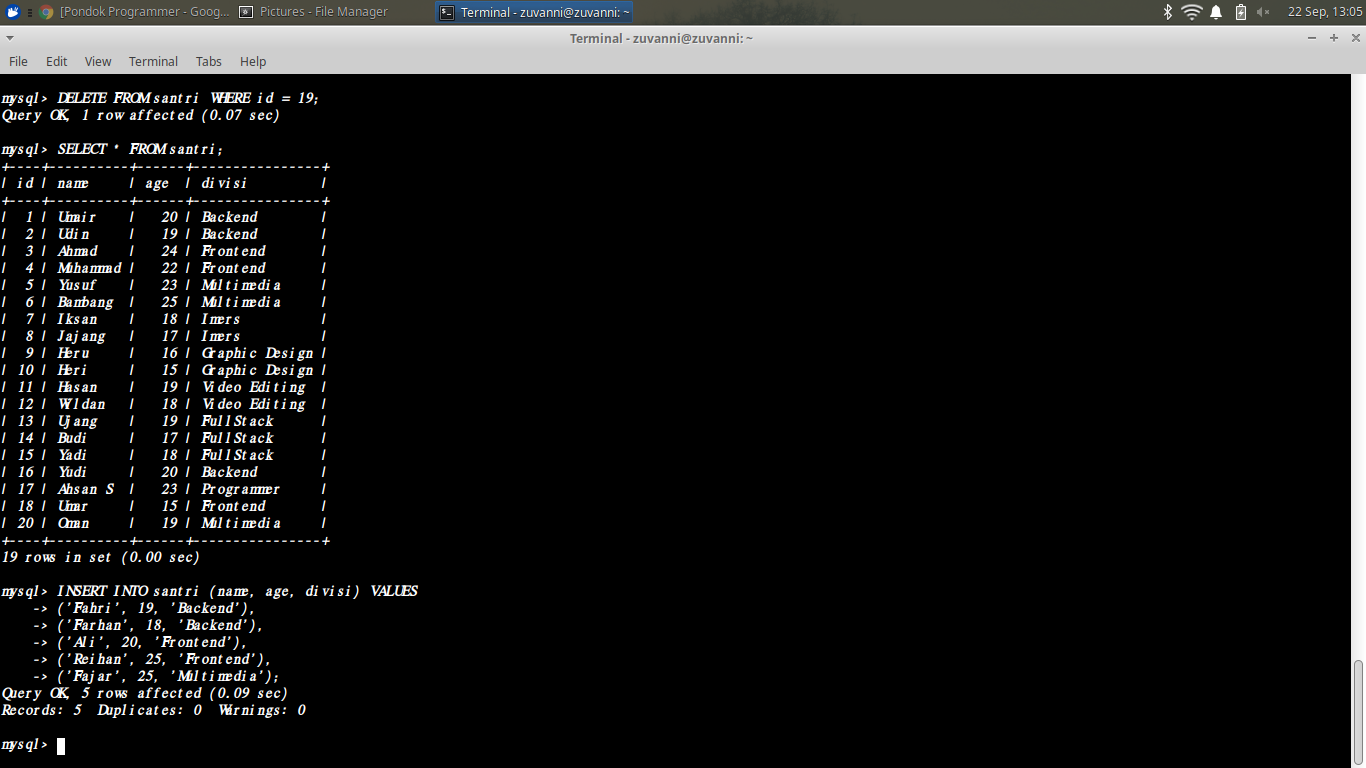 [Pondok Programmer - Goog... Pictures - File Manager Terminal - zuvanni@zuvanni: ~ 22 Sep, 13:05
Terminal - zuvanni@zuvanni: ~
File Edit View Terminal Tabs Help
mysql> DELETE FROM santri WHERE id = 19;
Query OK, 1 row affected (0.07 sec)
mysql> SELECT * FROM santri;
+----+----------+------+----------------+
| id | name     | age  | divisi         |
+----+----------+------+----------------+
|  1 | Umair    |   20 | Backend        |
|  2 | Udin     |   19 | Backend        |
|  3 | Ahmad    |   24 | Frontend       |
|  4 | Muhammad |   22 | Frontend       |
|  5 | Yusuf    |   23 | Multimedia     |
|  6 | Bambang  |   25 | Multimedia     |
|  7 | Iksan    |   18 | Imers          |
|  8 | Jajang   |   17 | Imers          |
|  9 | Heru     |   16 | Graphic Design |
| 10 | Heri     |   15 | Graphic Design |
| 11 | Hasan    |   19 | Video Editing  |
| 12 | Wildan   |   18 | Video Editing  |
| 13 | Ujang    |   19 | FullStack      |
| 14 | Budi     |   17 | FullStack      |
| 15 | Yadi     |   18 | FullStack      |
| 16 | Yudi     |   20 | Backend        |
| 17 | Ahsan S  |   23 | Programmer     |
| 18 | Umar     |   15 | Frontend       |
| 20 | Oman     |   19 | Multimedia     |
+----+----------+------+----------------+
19 rows in set (0.00 sec)
mysql> INSERT INTO santri (name, age, divisi) VALUES
    -> ('Fahri', 19, 'Backend'),
    -> ('Farhan', 18, 'Backend'),
    -> ('Ali', 20, 'Frontend'),
    -> ('Reihan', 25, 'Frontend'),
    -> ('Fajar', 25, 'Multimedia');
Query OK, 5 rows affected (0.09 sec)
Records: 5  Duplicates: 0  Warnings: 0
mysql>